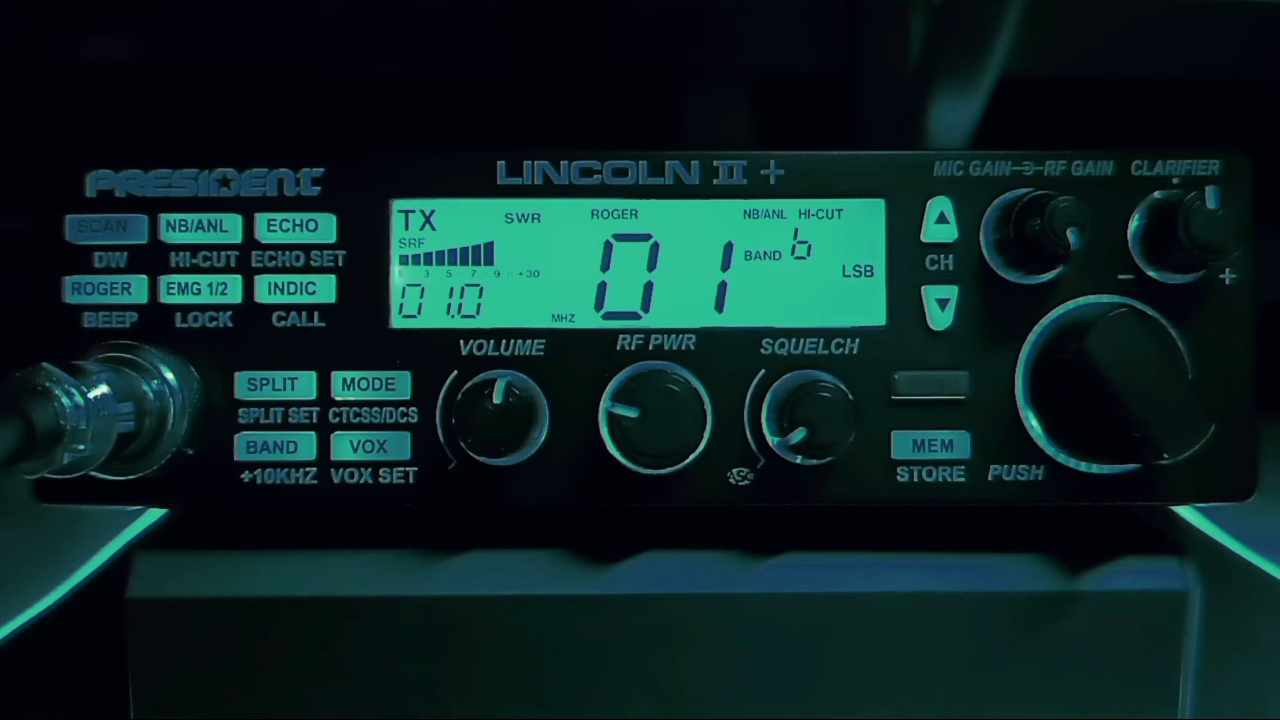 PRESIDENT
LINCOLN II +
MIC GAIN RF GAIN CLARIFIER
SCAN NB/ANL ECHO
DW HI-CUT ECHO SET
ROGER EMG 1/2 INDIC
BEEP LOCK CALL
TX SWR ROGER NB/ANL HI-CUT
SRF
1 3 5 7 9 +30
01.0 MHZ 01 BAND b LSB
CH
- +
VOLUME RF PWR SQUELCH
SPLIT MODE
SPLIT SET CTCSS/DCS
BAND VOX
+10KHZ VOX SET
ASC
MEM
STORE PUSH